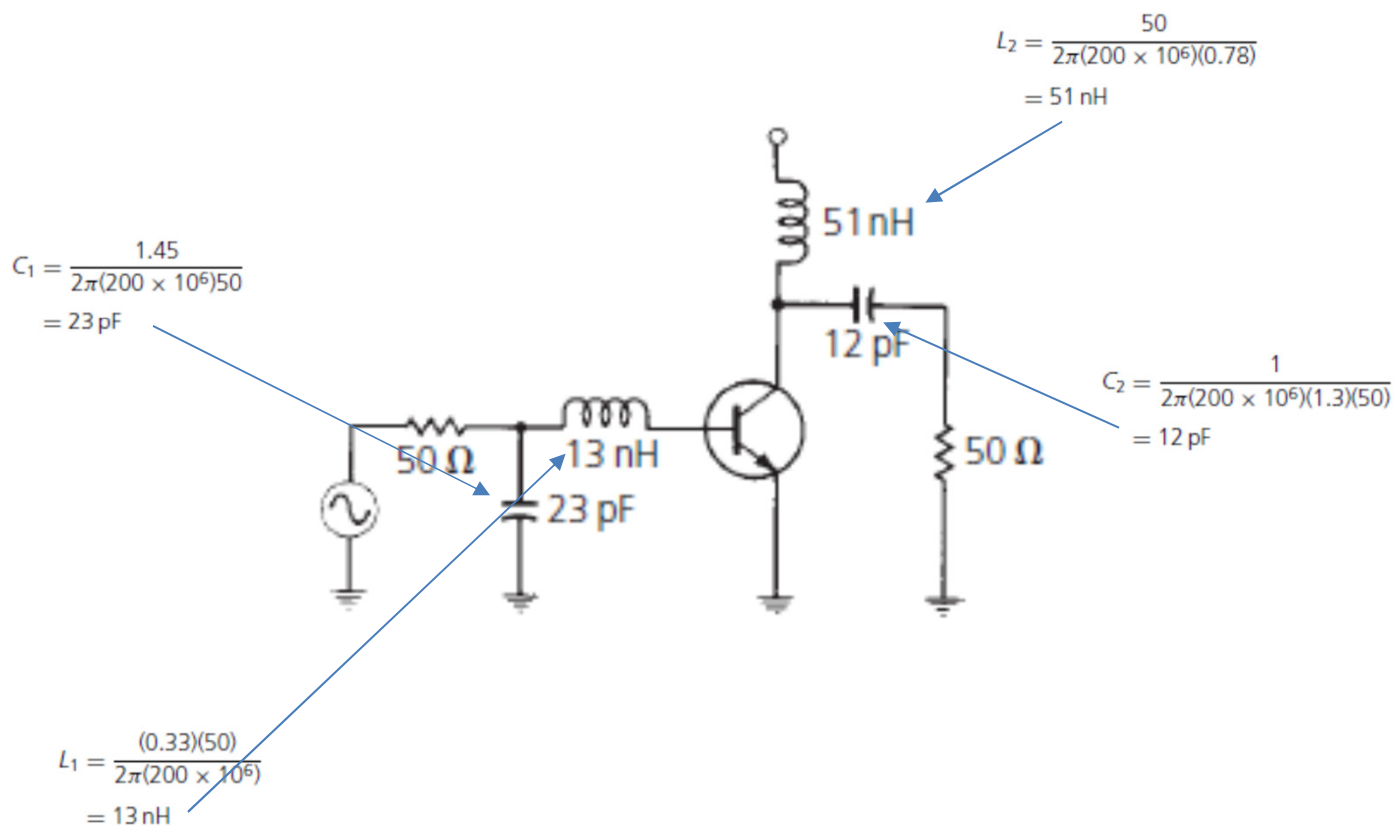 L₂ = 50 / 2π(200 × 10⁶)(0.78)
= 51 nH
51 nH
C₁ = 1.45 / 2π(200 × 10⁶)50
= 23 pF
12 pF
C₂ = 1 / 2π(200 × 10⁶)(1.3)(50)
= 12 pF
50 Ω
13 nH
50 Ω
23 pF
L₁ = (0.33)(50) / 2π(200 × 10⁶)
= 13 nH